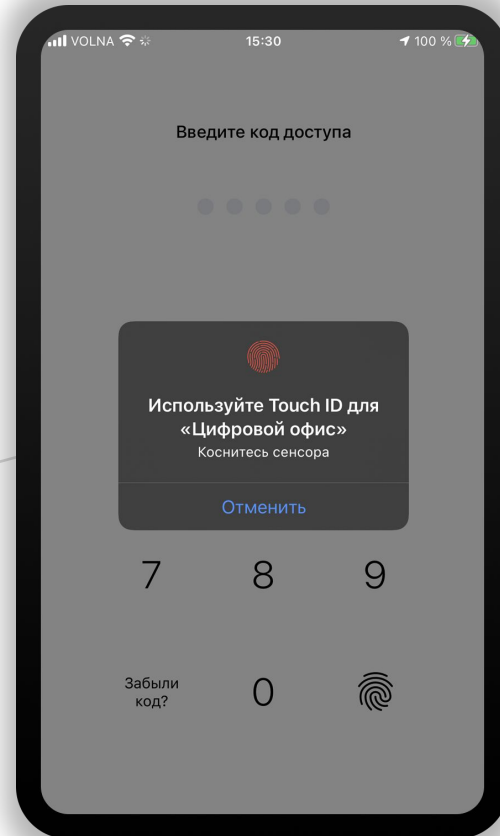 VOLNA 15:30 100 %
Введите код доступа
Используйте Touch ID для
«Цифровой офис»
Коснитесь сенсора
Отменить
7 8 9
Забыли
код? 0